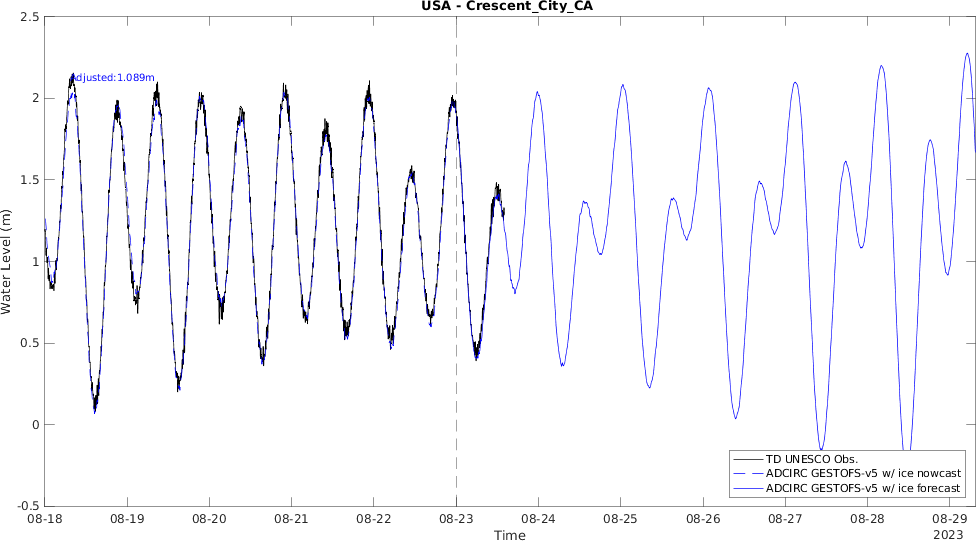 USA - Crescent_City_CA
2.5
2
1.5
1
0.5
0
-0.5
Water Level (m)
Adjusted:1.089m
TD UNESCO Obs.
ADCIRC GESTOFS-v5 w/ ice nowcast
ADCIRC GESTOFS-v5 w/ ice forecast
08-18 08-19 08-20 08-21 08-22 08-23 08-24 08-25 08-26 08-27 08-28 08-29
Time
2023